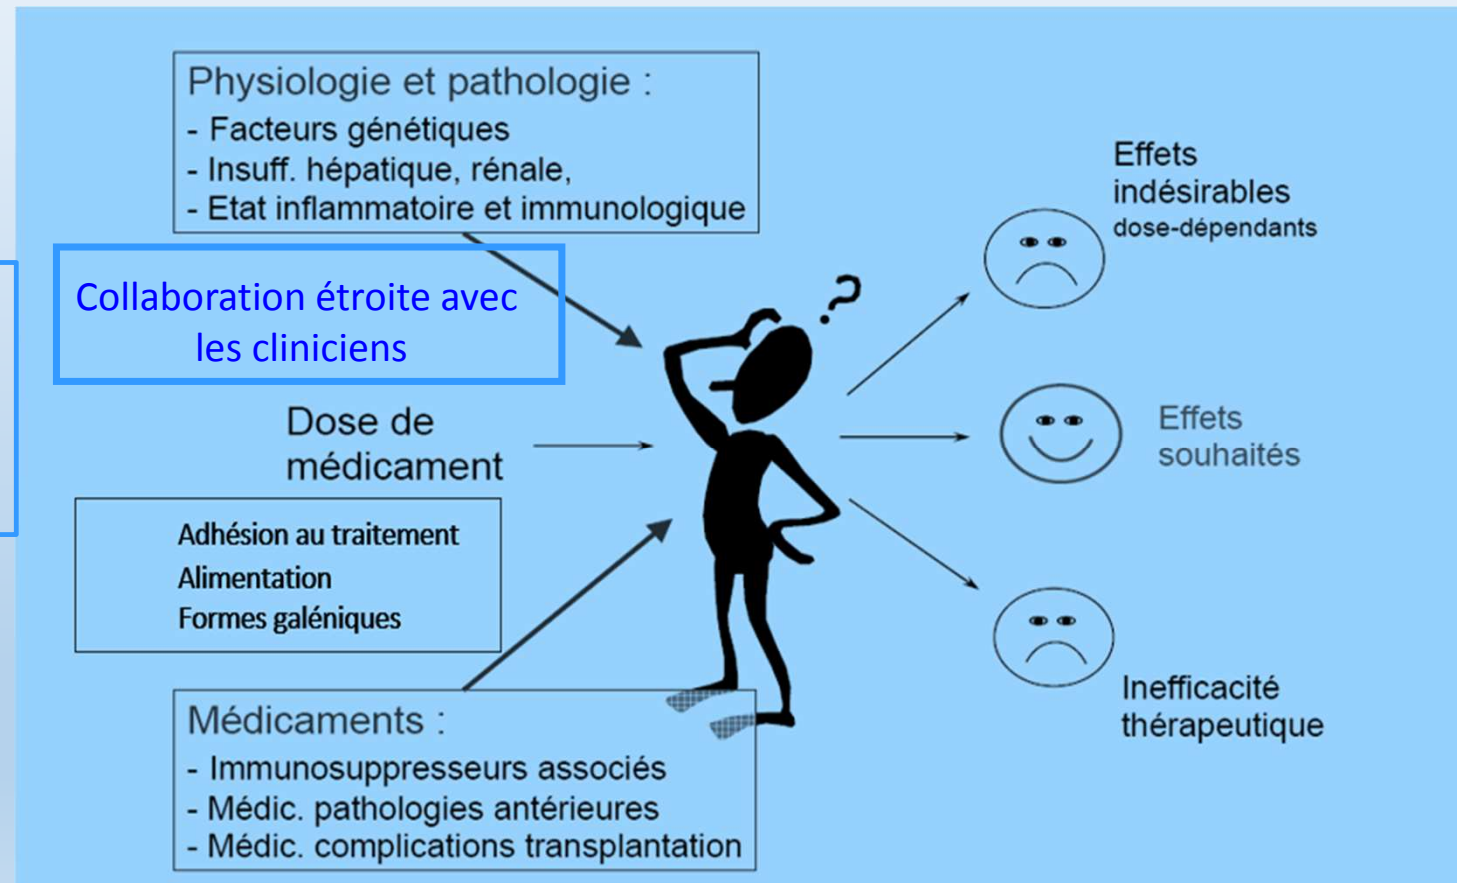 Physiologie et pathologie :
- Facteurs génétiques
- Insuff. hépatique, rénale,
- Etat inflammatoire et immunologique
Collaboration étroite avec
les cliniciens
Dose de
médicament
Adhésion au traitement
Alimentation
Formes galéniques
Médicaments :
- Immunosuppresseurs associés
- Médic. pathologies antérieures
- Médic. complications transplantation
?
Effets
indésirables
dose-dépendants
Effets
souhaités
Inefficacité
thérapeutique